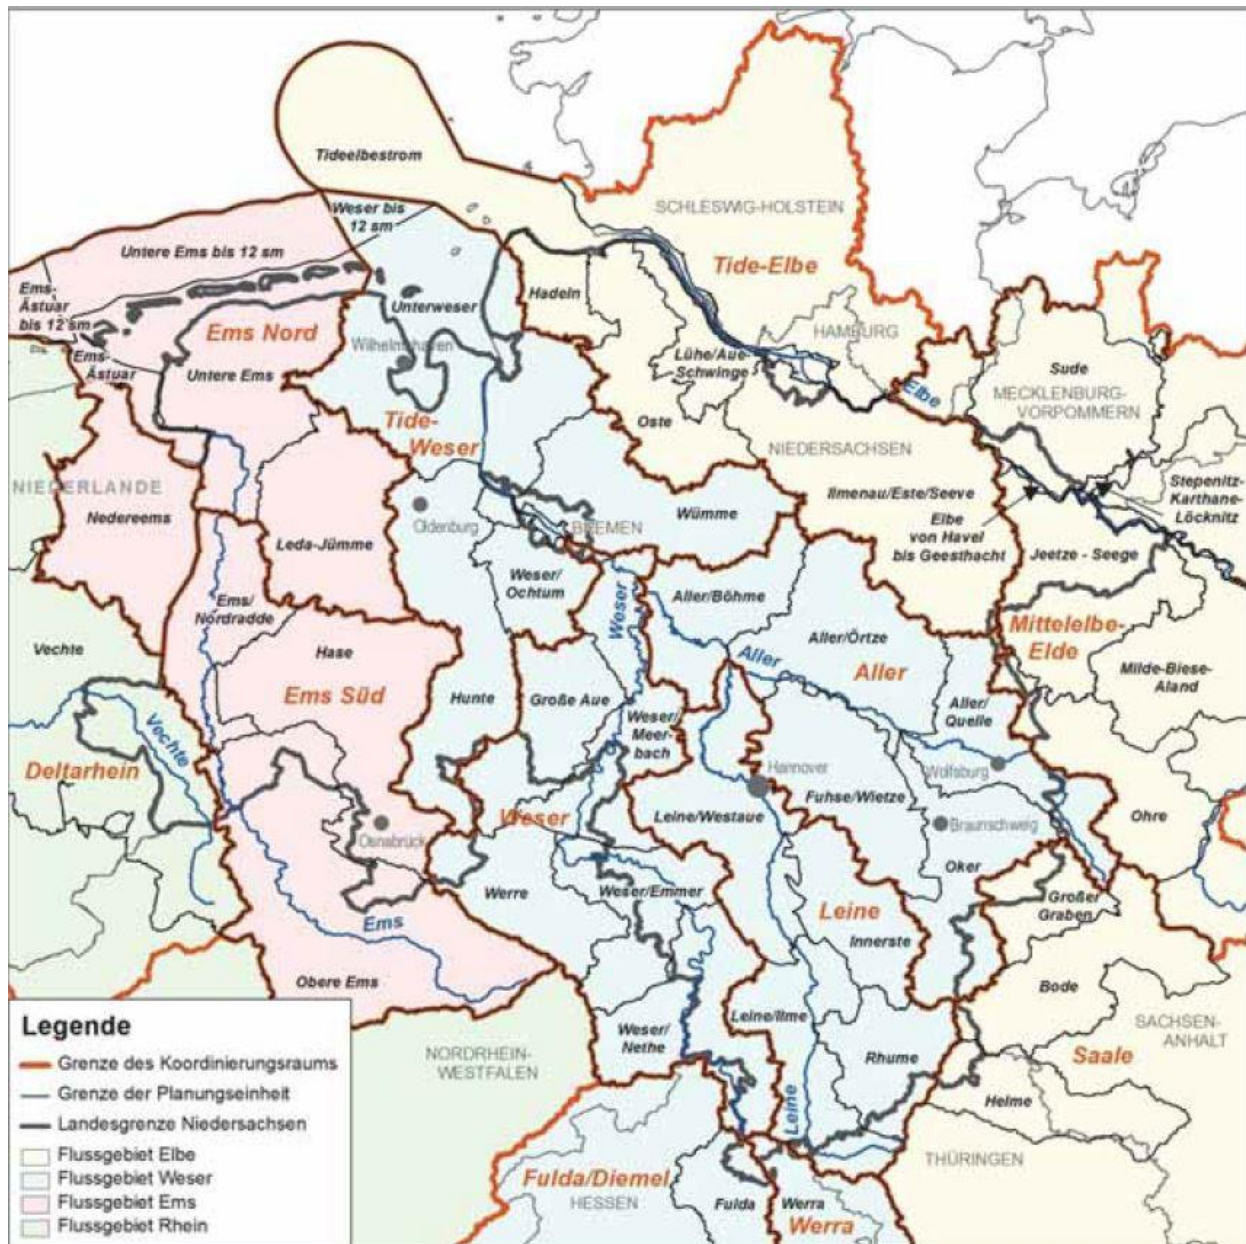 Tideelbestrom
SCHLESWIG-HOLSTEIN
Weser bis
12 sm
Untere Ems bis 12 sm
Tide-Elbe
Ems-
Ästuar
bis 12 sm
Hadeln
Unterweser
Ems Nord
HAMBURG
Wilhelmshaven
Ems-
Ästuar
Untere Ems
Lühe/Aue-
Schwinge
Sude
Elbe
MECKLENBURG-
VORPOMMERN
Tide-
Weser
Oste
NIEDERSACHSEN
NIEDERLANDE
Nedereems
Stepenitz-
Karthane-
Löcknitz
Ilmenau/Este/Seeve
Oldenburg
BREMEN
Wümme
Elbe
von Havel
bis Geesthacht
Leda-Jümme
Jeetze - Seege
Weser/
Ochtum
Weser
Aller/Böhme
Ems/
Nordradde
Aller/Örtze
Mittelelbe-
Elde
Vechte
Hase
Aller
Aller
Milde-Biese-
Aland
Ems Süd
Hunte
Große Aue
Aller/
Quelle
Vechte
Weser/
Meer-
bach
Deltarhein
Hannover
Wolfsburg
Fuhse/Wietze
Weser
Leine/Westaue
Ohre
Braunschweig
Osnabrück
Oker
Werre
Weser/Emmer
Großer
Graben
Ems
Leine
Innerste
Obere Ems
Bode
Leine/Ilme
SACHSEN-
ANHALT
Weser/
Nethe
NORDRHEIN-
WESTFALEN
Rhume
Saale
Helme
Leine
THÜRINGEN
Fulda/Diemel
HESSEN
Fulda
Werra
Werra
Legende
Grenze des Koordinierungsraums
Grenze der Planungseinheit
Landesgrenze Niedersachsen
Flussgebiet Elbe
Flussgebiet Weser
Flussgebiet Ems
Flussgebiet Rhein